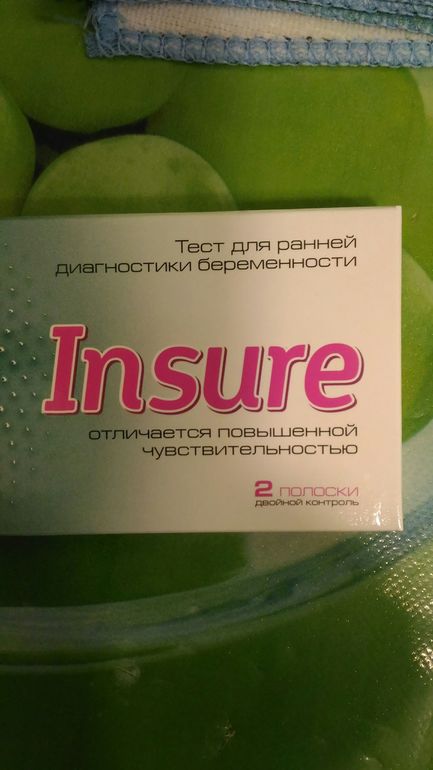 Тест для ранней
диагностики беременности
Insure
отличается повышенной
чувствительностью
2 полоски
двойной контроль